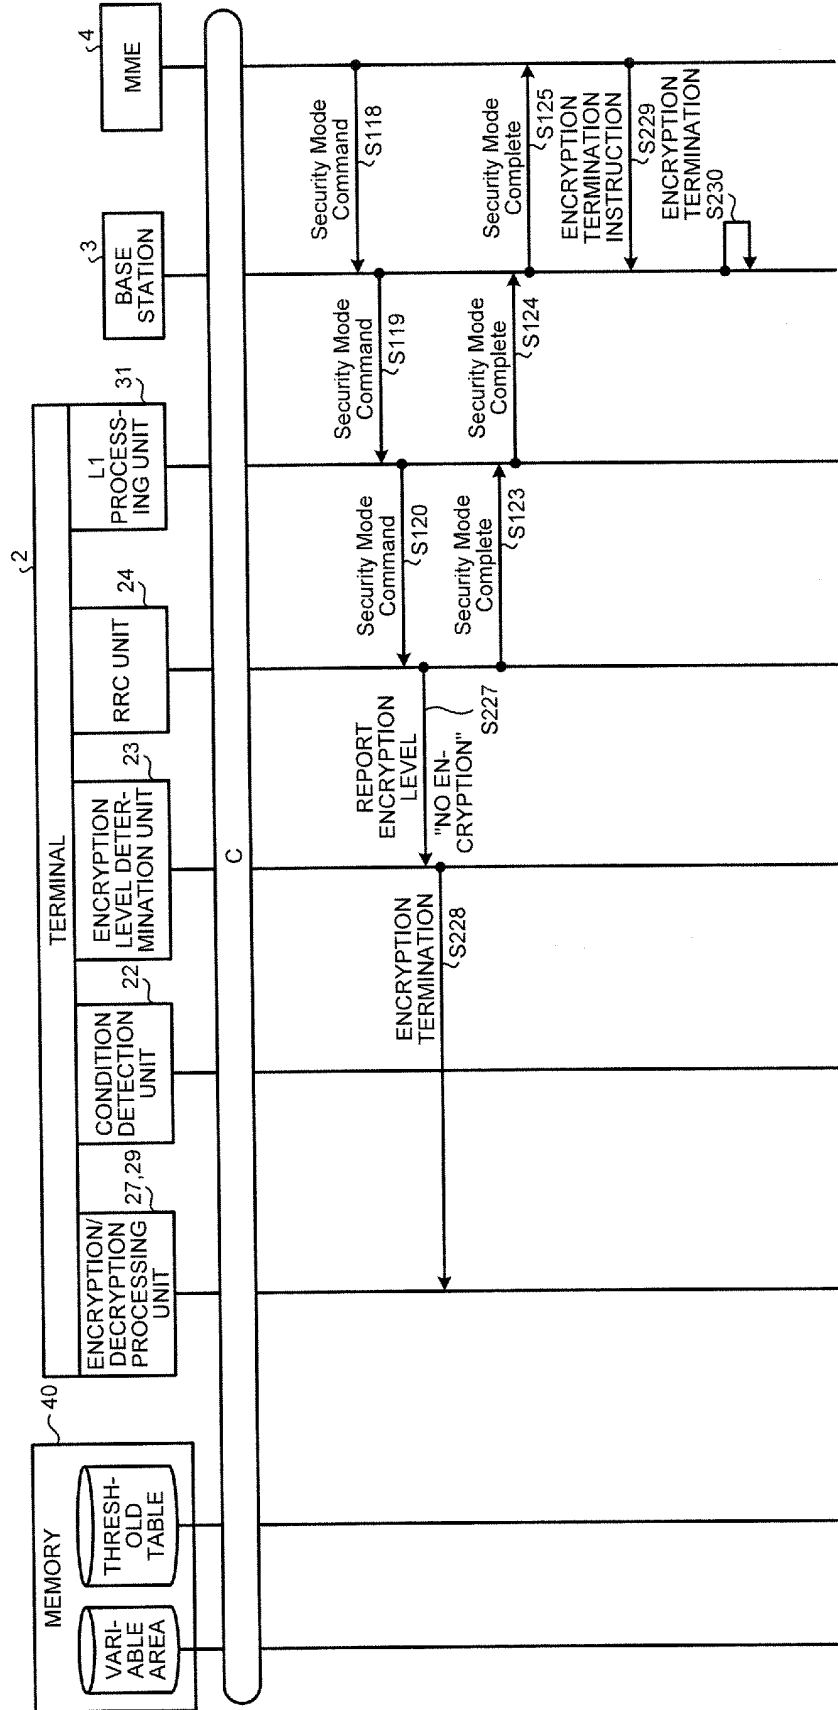 MEMORY
40
VARI-
ABLE
AREA
THRESH-
OLD
TABLE
TERMINAL
2
ENCRYPTION/
DECRYPTION
PROCESSING
UNIT
27,29
CONDITION
DETECTION
UNIT
22
ENCRYPTION
LEVEL DETER-
MINATION UNIT
23
RRC UNIT
24
L1
PROCESS-
ING UNIT
31
BASE
STATION
3
MME
4
C
Security Mode
Command
S118
Security Mode
Command
S119
Security Mode
Command
S120
REPORT
ENCRYPTION
LEVEL
"NO EN-
CRYPTION"
S227
ENCRYPTION
TERMINATION
S228
Security Mode
Complete
S123
Security Mode
Complete
S124
Security Mode
Complete
S125
ENCRYPTION
TERMINATION
INSTRUCTION
S229
ENCRYPTION
TERMINATION
S230